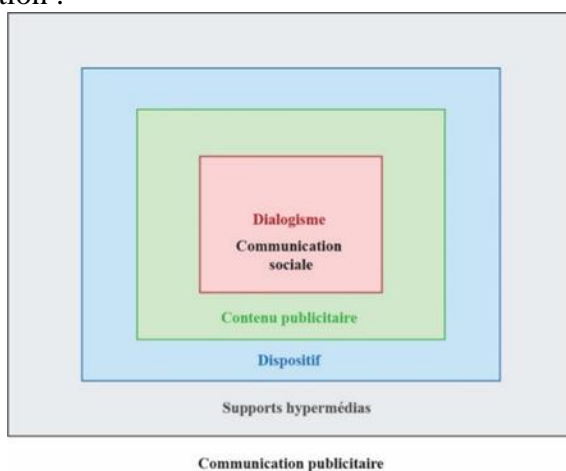 Dialogisme
Communication
sociale
Contenu publicitaire
Dispositif
Supports hypermédias
Communication publicitaire